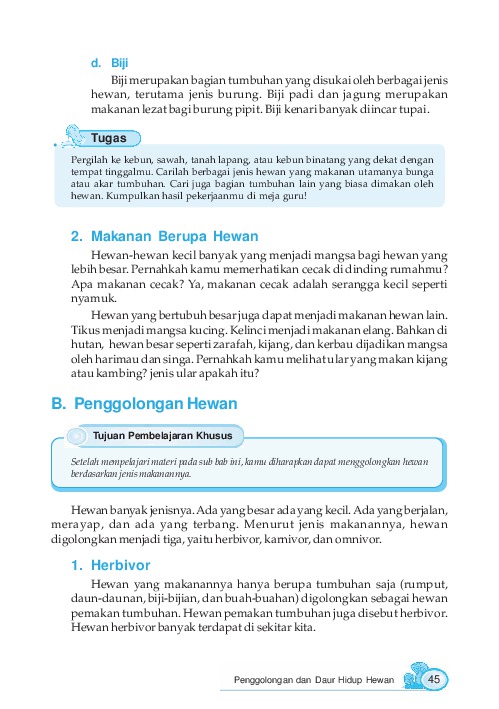 d. Biji
Biji merupakan bagian tumbuhan yang disukai oleh berbagai jenis
hewan, terutama jenis burung. Biji padi dan jagung merupakan
makanan lezat bagi burung pipit. Biji kenari banyak diincar tupai.
Tugas
Pergilah ke kebun, sawah, tanah lapang, atau kebun binatang yang dekat dengan
tempat tinggalmu. Carilah berbagai jenis hewan yang makanan utamanya bunga
atau akar tumbuhan. Cari juga bagian tumbuhan lain yang biasa dimakan oleh
hewan. Kumpulkan hasil pekerjaanmu di meja guru!
2. Makanan Berupa Hewan
Hewan-hewan kecil banyak yang menjadi mangsa bagi hewan yang
lebih besar. Pernahkah kamu memerhatikan cecak di dinding rumahmu?
Apa makanan cecak? Ya, makanan cecak adalah serangga kecil seperti
nyamuk.
Hewan yang bertubuh besar juga dapat menjadi makanan hewan lain.
Tikus menjadi mangsa kucing. Kelinci menjadi makanan elang. Bahkan di
hutan, hewan besar seperti zarafah, kijang, dan kerbau dijadikan mangsa
oleh harimau dan singa. Pernahkah kamu melihat ular yang makan kijang
atau kambing? jenis ular apakah itu?
B. Penggolongan Hewan
Tujuan Pembelajaran Khusus
Setelah mempelajari materi pada sub bab ini, kamu diharapkan dapat menggolongkan hewan
berdasarkan jenis makanannya.
Hewan banyak jenisnya. Ada yang besar ada yang kecil. Ada yang berjalan,
merayap, dan ada yang terbang. Menurut jenis makanannya, hewan
digolongkan menjadi tiga, yaitu herbivor, karnivor, dan omnivor.
1. Herbivor
Hewan yang makanannya hanya berupa tumbuhan saja (rumput,
daun-daunan, biji-bijian, dan buah-buahan) digolongkan sebagai hewan
pemakan tumbuhan. Hewan pemakan tumbuhan juga disebut herbivor.
Hewan herbivor banyak terdapat di sekitar kita.
Penggolongan dan Daur Hidup Hewan 45